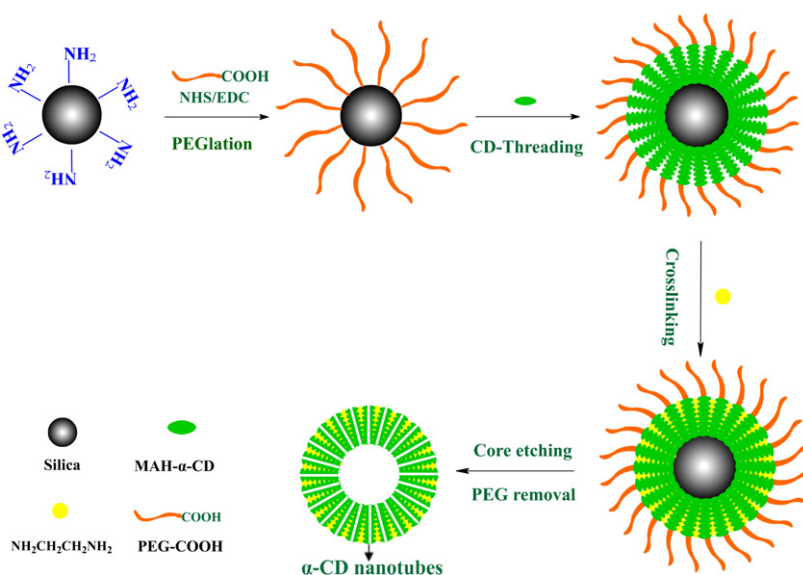 NH₂
NH₂
NH₂
NH₂
NH₂
NH₂
COOH
NHS/EDC
PEGlation
CD-Threading
Crosslinking
Core etching
PEG removal
α-CD nanotubes
Silica
MAH-α-CD
COOH
NH₂CH₂CH₂NH₂
PEG-COOH